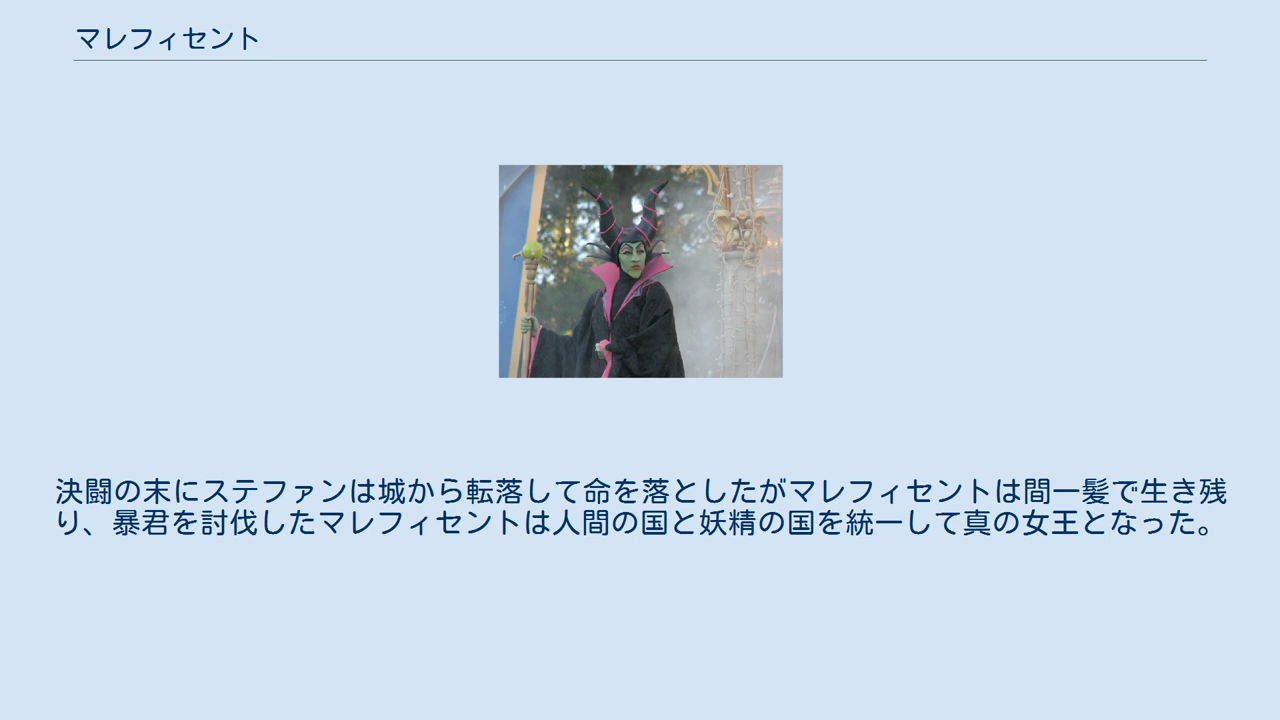 マレフィセント
決闘の末にステファンは城から転落して命を落としたがマレフィセントは間一髪で生き残
り、暴君を討伐したマレフィセントは人間の国と妖精の国を統一して真の女王となった。